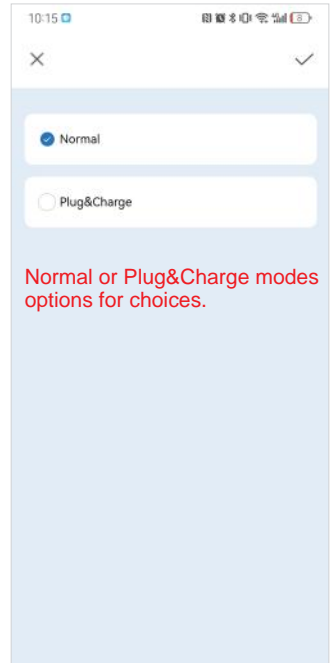 10:15 8
Normal
Plug&Charge
Normal or Plug&Charge modes
options for choices.